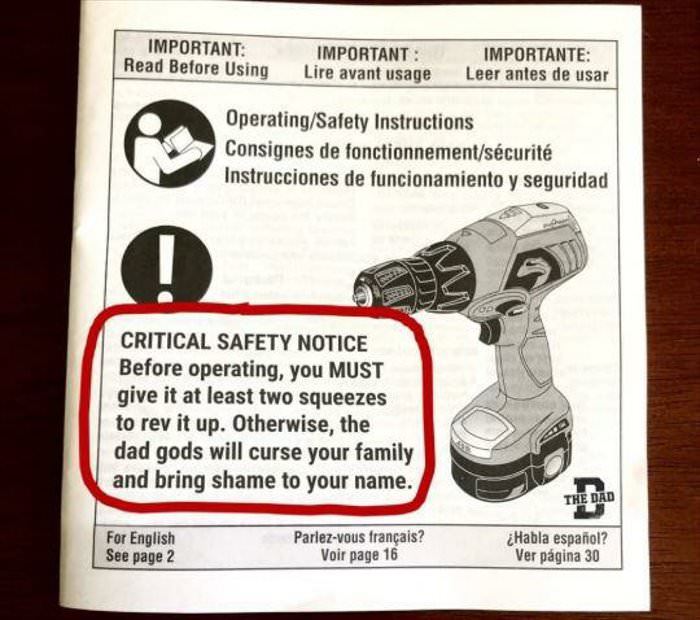 IMPORTANT:
Read Before Using
IMPORTANT :
Lire avant usage
IMPORTANTE:
Leer antes de usar
Operating/Safety Instructions
Consignes de fonctionnement/sécurité
Instrucciones de funcionamiento y seguridad
!
CRITICAL SAFETY NOTICE
Before operating, you MUST
give it at least two squeezes
to rev it up. Otherwise, the
dad gods will curse your family
and bring shame to your name.
THE DAD
For English
See page 2
Parlez-vous français?
Voir page 16
¿Habla español?
Ver página 30